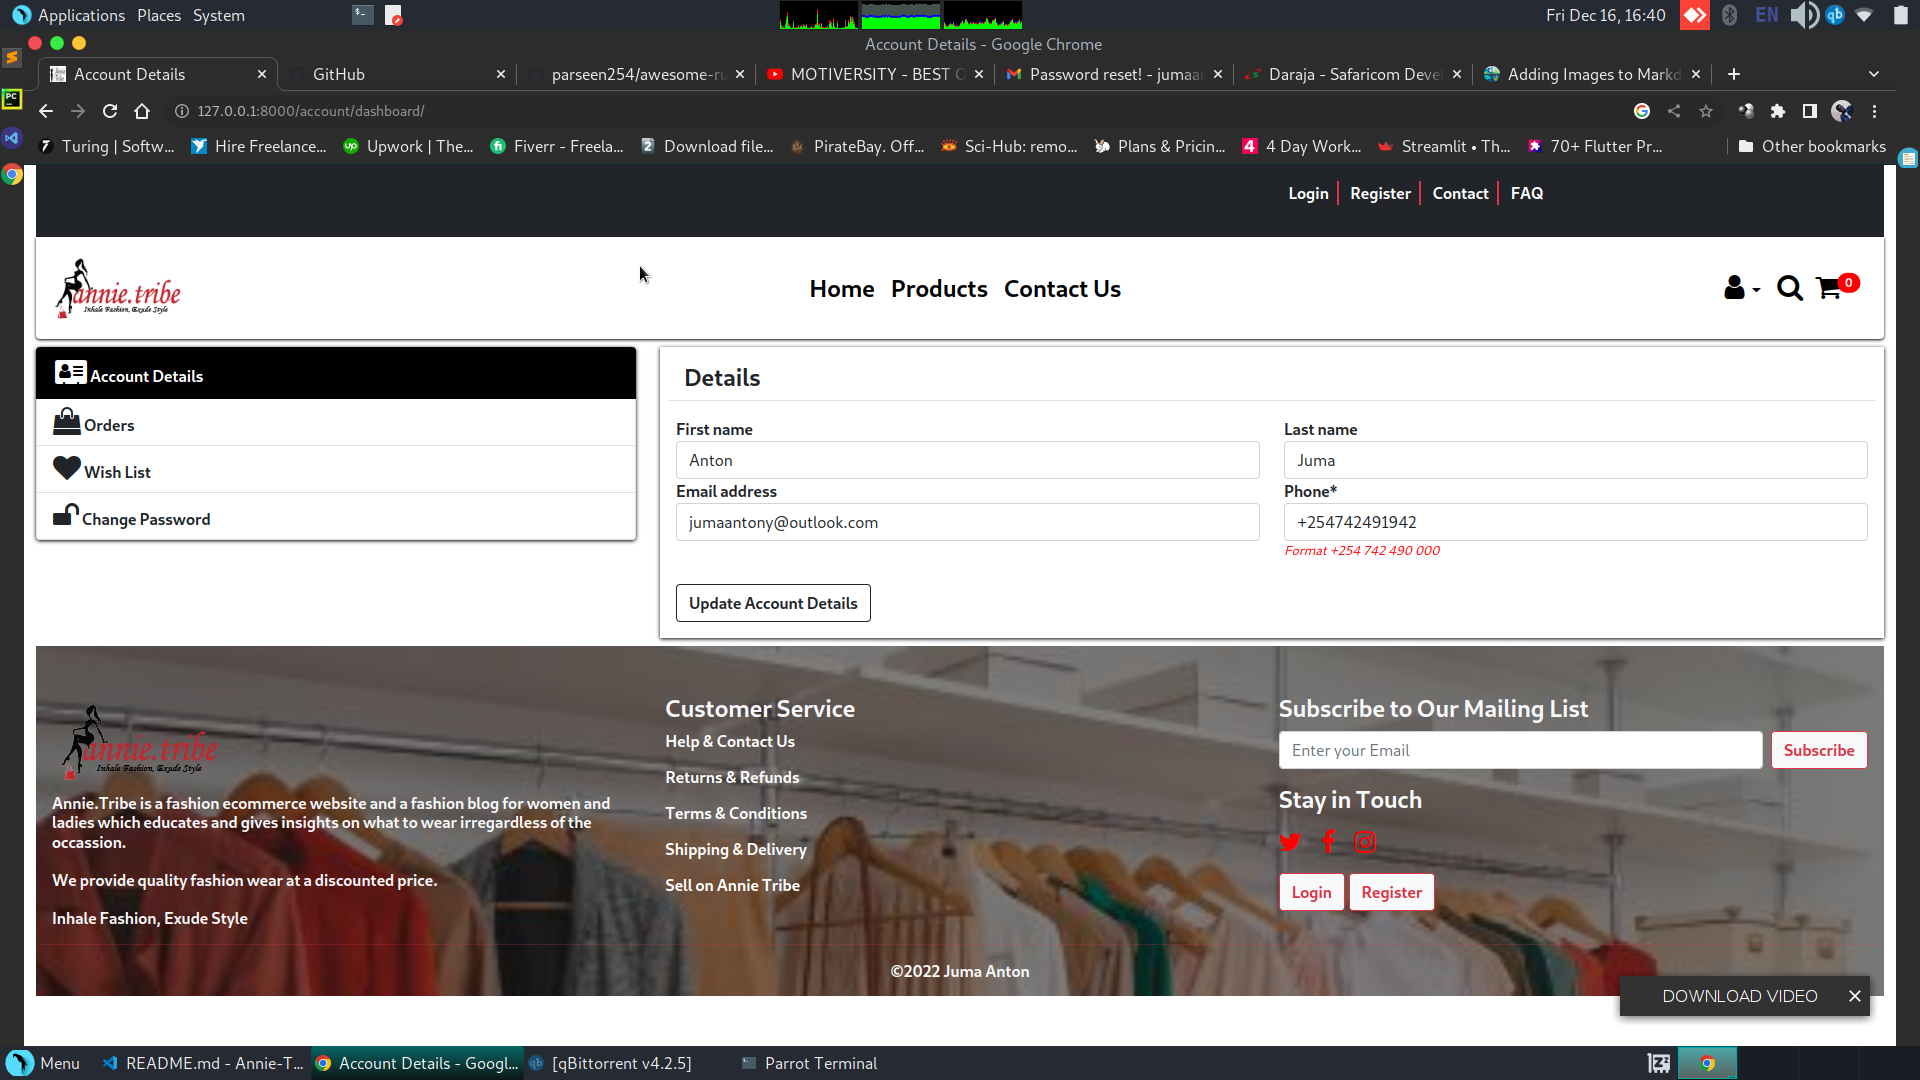 Applications Places System
Fri Dec 16, 16:40 EN
Account Details - Google Chrome
Account Details
GitHub
parseen254/awesome-ru
MOTIVERSITY - BEST
Password reset! - jumaan
Daraja - Safaricom Deve
Adding Images to Markd
127.0.0.1:8000/account/dashboard/
Turing | Softw...
Hire Freelance...
Upwork | The...
Fiverr - Freela...
Download file...
PirateBay. Off...
Sci-Hub: remo...
Plans & Pricin...
4 Day Work...
Streamlit • Th...
70+ Flutter Pr...
Other bookmarks
Login
Register
Contact
FAQ
annie.tribe
Inhale Fashion, Exude Style
Home Products Contact Us
0
Account Details
Orders
Wish List
Change Password
Details
First name
Last name
Anton
Juma
Email address
Phone*
jumaantony@outlook.com
+254742491942
Format +254 742 490 000
Update Account Details
annie.tribe
Inhale Fashion, Exude Style
Annie.Tribe is a fashion ecommerce website and a fashion blog for women and
ladies which educates and gives insights on what to wear irregardless of the
occassion.
We provide quality fashion wear at a discounted price.
Inhale Fashion, Exude Style
Customer Service
Help & Contact Us
Returns & Refunds
Terms & Conditions
Shipping & Delivery
Sell on Annie Tribe
Subscribe to Our Mailing List
Enter your Email
Subscribe
Stay in Touch
Login
Register
©2022 Juma Anton
DOWNLOAD VIDEO
Menu
README.md - Annie-T...
Account Details - Googl...
[qBittorrent v4.2.5]
Parrot Terminal